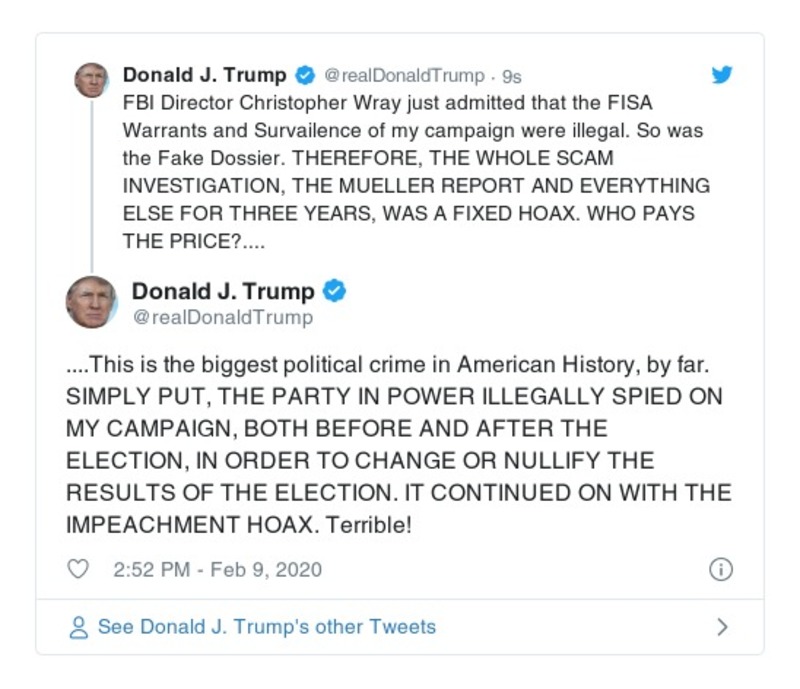 Donald J. Trump @realDonaldTrump · 9s
FBI Director Christopher Wray just admitted that the FISA
Warrants and Survailence of my campaign were illegal. So was
the Fake Dossier. THEREFORE, THE WHOLE SCAM
INVESTIGATION, THE MUELLER REPORT AND EVERYTHING
ELSE FOR THREE YEARS, WAS A FIXED HOAX. WHO PAYS
THE PRICE?....
Donald J. Trump
@realDonaldTrump
....This is the biggest political crime in American History, by far.
SIMPLY PUT, THE PARTY IN POWER ILLEGALLY SPIED ON
MY CAMPAIGN, BOTH BEFORE AND AFTER THE
ELECTION, IN ORDER TO CHANGE OR NULLIFY THE
RESULTS OF THE ELECTION. IT CONTINUED ON WITH THE
IMPEACHMENT HOAX. Terrible!
2:52 PM - Feb 9, 2020
See Donald J. Trump's other Tweets